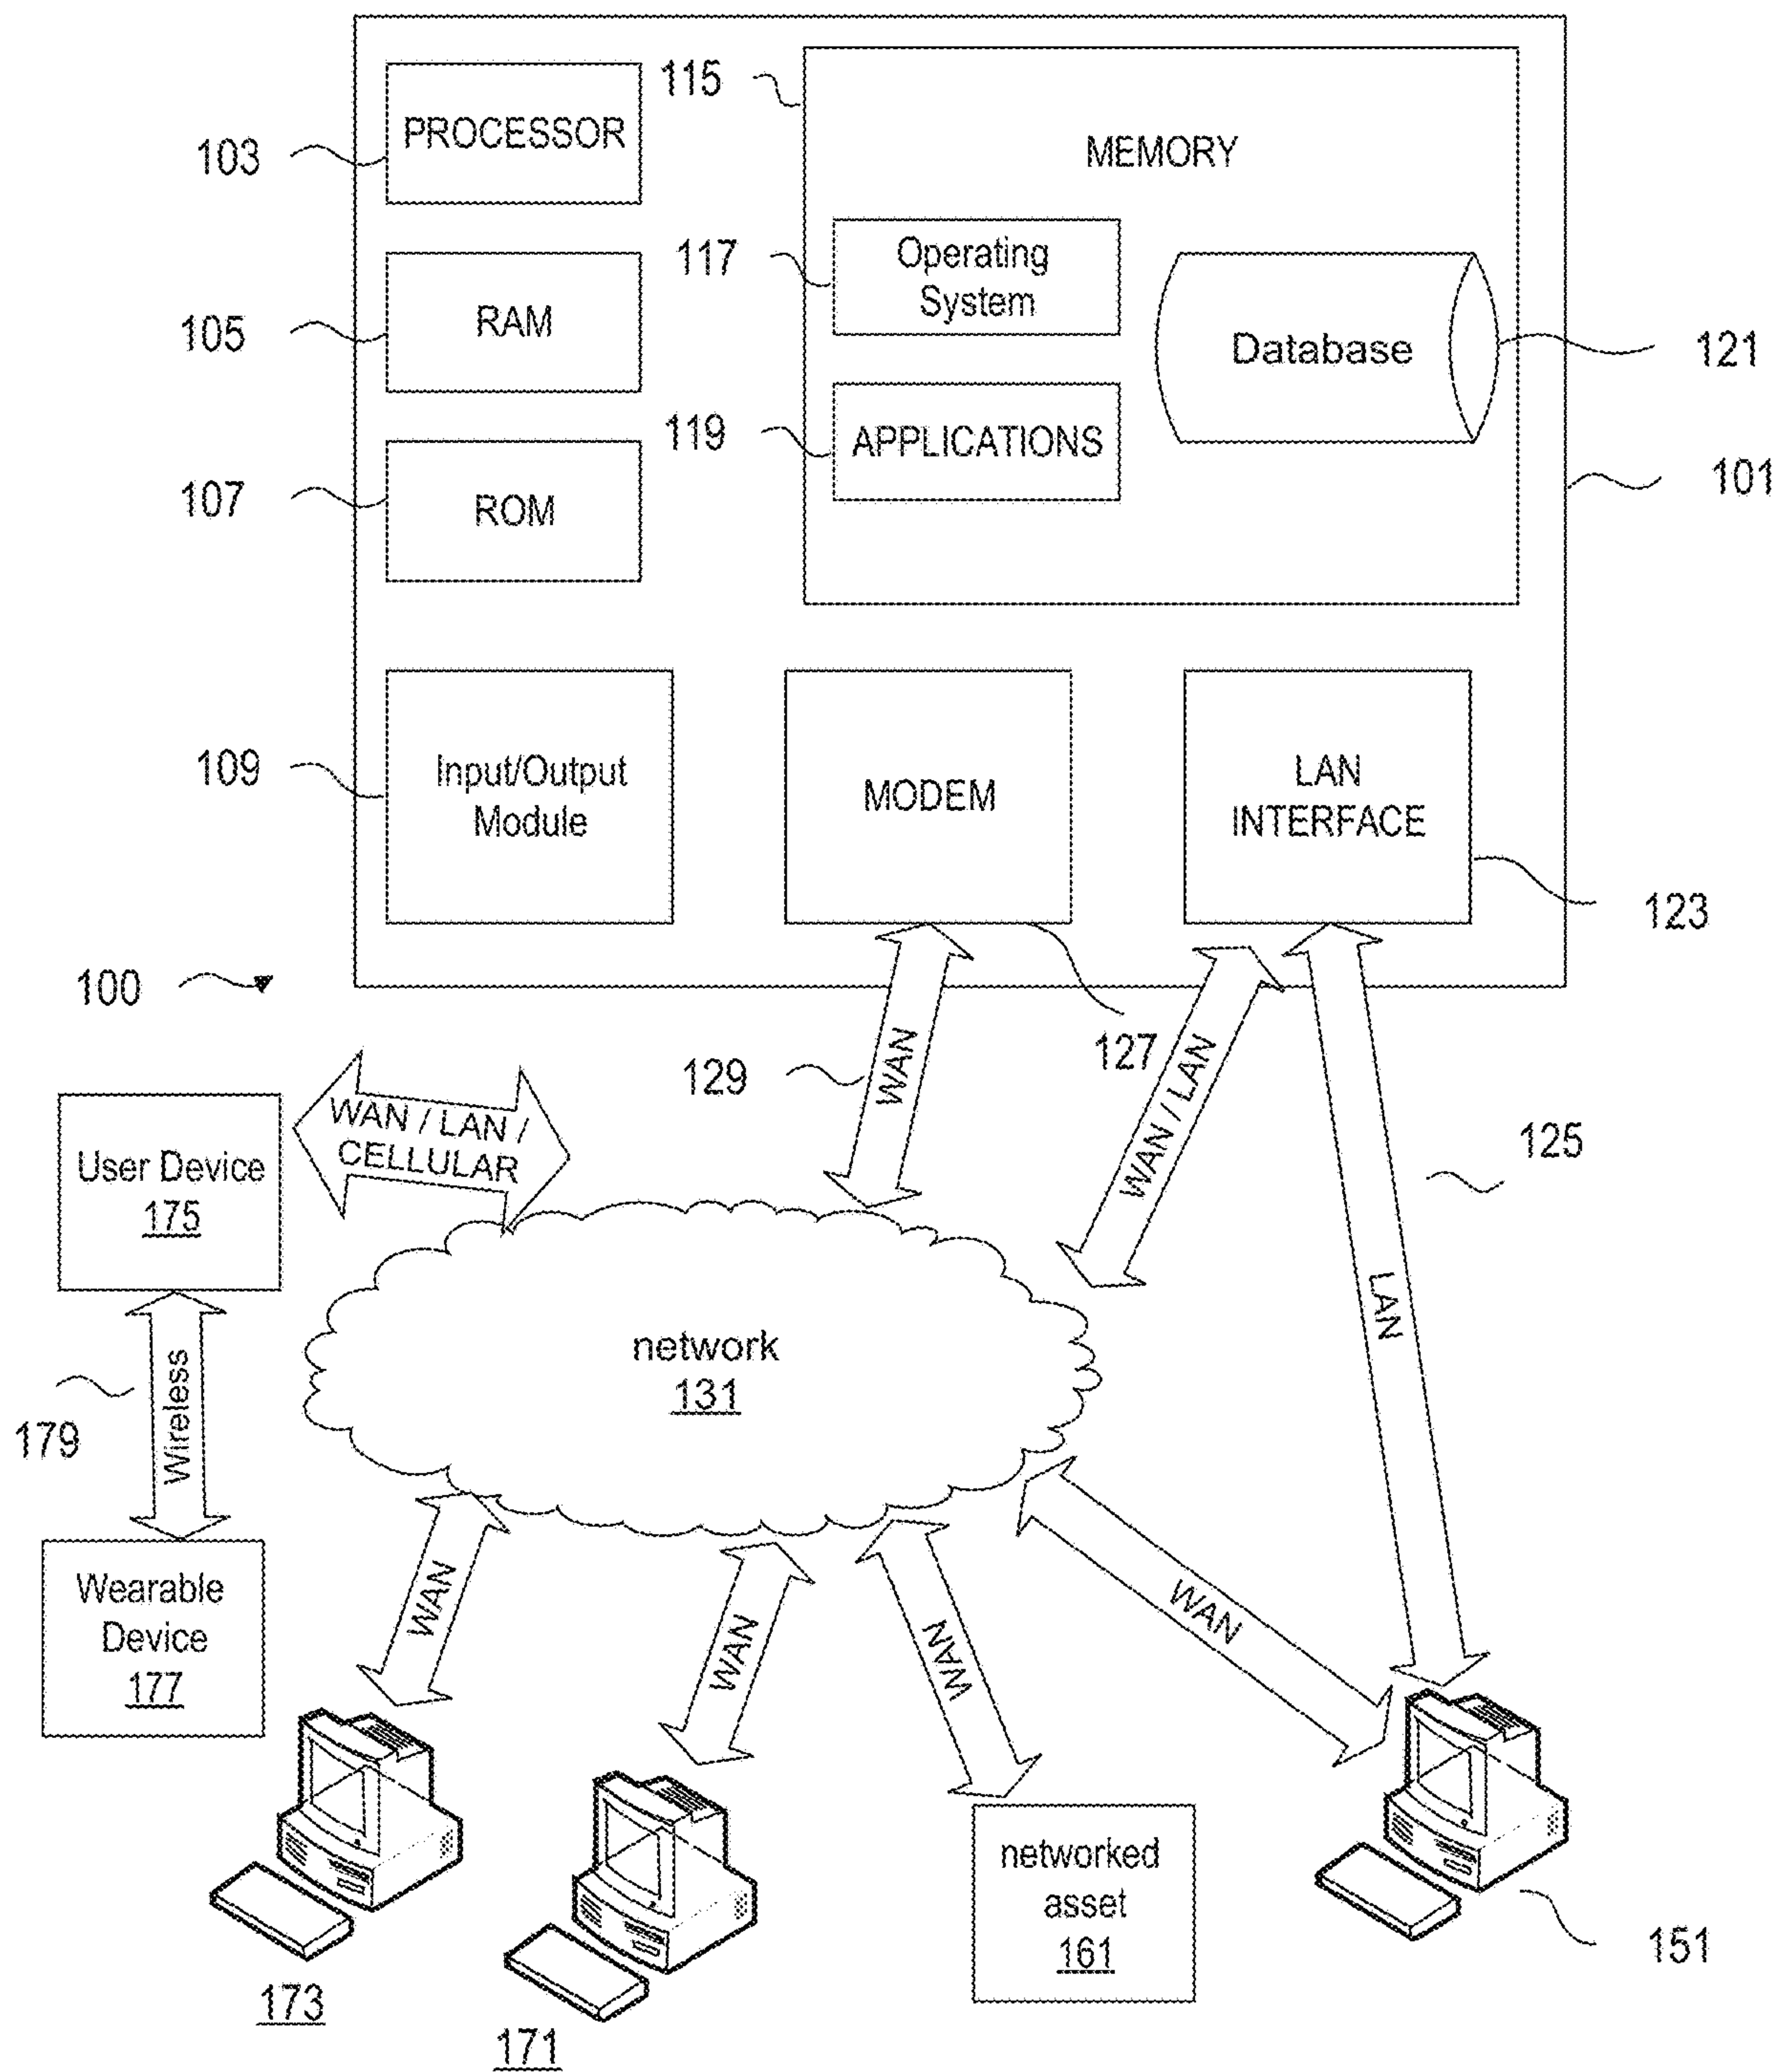 115
PROCESSOR
MEMORY
103
Operating
System
117
RAM
Database
105
121
119
APPLICATIONS
101
107
ROM
109
Input/Output
Module
MODEM
LAN
INTERFACE
123
100
127
129
WAN
WAN / LAN
125
LAN
WAN / LAN /
CELLULAR
User Device
175
network
131
179
Wireless
Wearable
Device
177
WAN
WAN
WAN
WAN
networked
asset
161
151
173
171